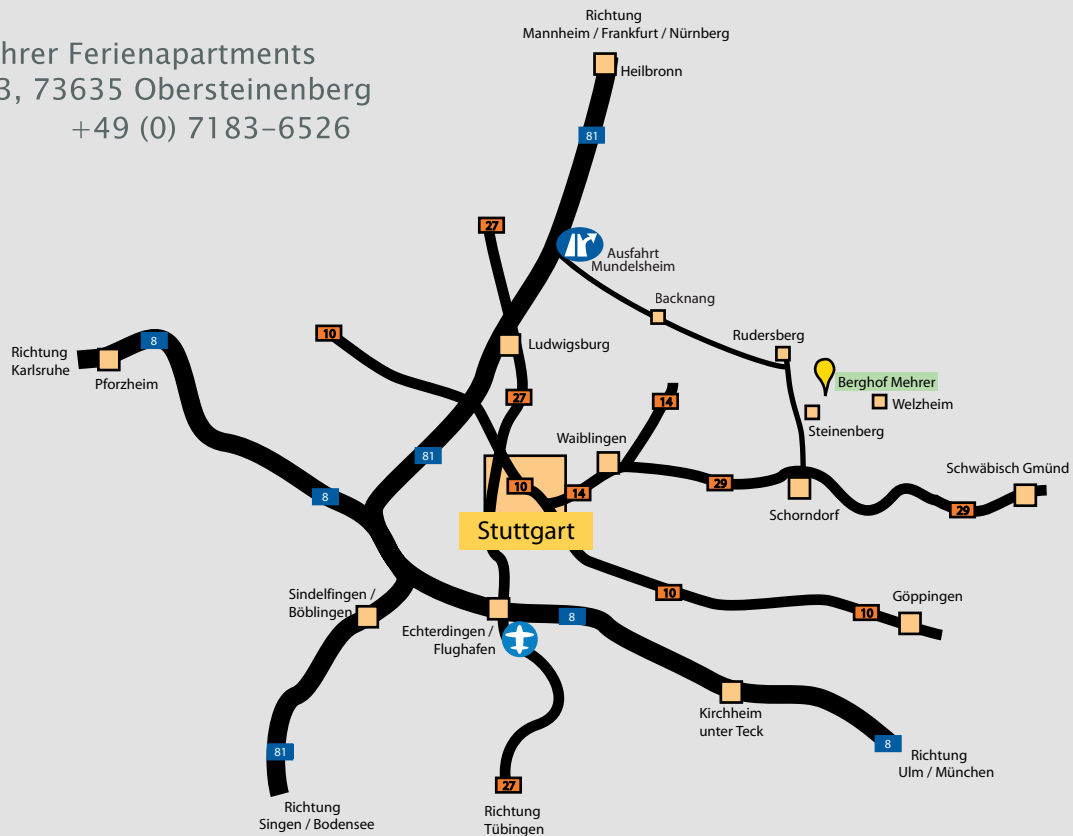 Richtung
Mannheim / Frankfurt / Nürnberg
hrer Ferienapartments
3, 73635 Obersteinenberg
+49 (0) 7183-6526
Heilbronn
81
27
Ausfahrt
Mundelsheim
Backnang
10
8
Rudersberg
Ludwigsburg
Richtung
Karlsruhe
Pforzheim
Berghof Mehrer
27
14
Welzheim
Steinenberg
Waiblingen
81
Schwäbisch Gmünd
10
14
29
8
29
Schorndorf
Stuttgart
Sindelfingen /
Böblingen
10
Göppingen
10
8
Echterdingen /
Flughafen
Kirchheim
unter Teck
81
8
Richtung
Ulm / München
27
Richtung
Singen / Bodensee
Richtung
Tübingen